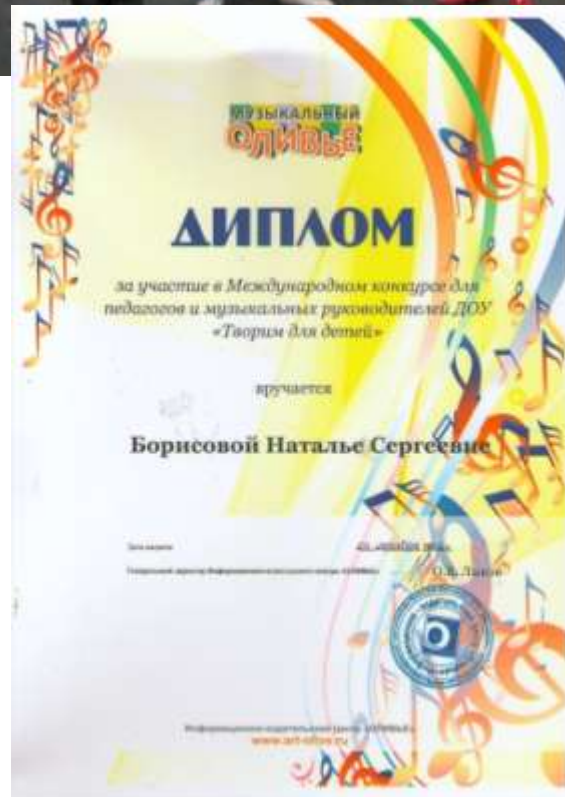 МУЗЫКАЛЬНЫЙ
ОЛИВЬЕ
ДИПЛОМ
за участие в Международном конкурсе для
педагогов и музыкальных руководителей ДОУ
«Творим для детей»
вручается
Борисовой Наталье Сергеевне
www.art-olive.ru